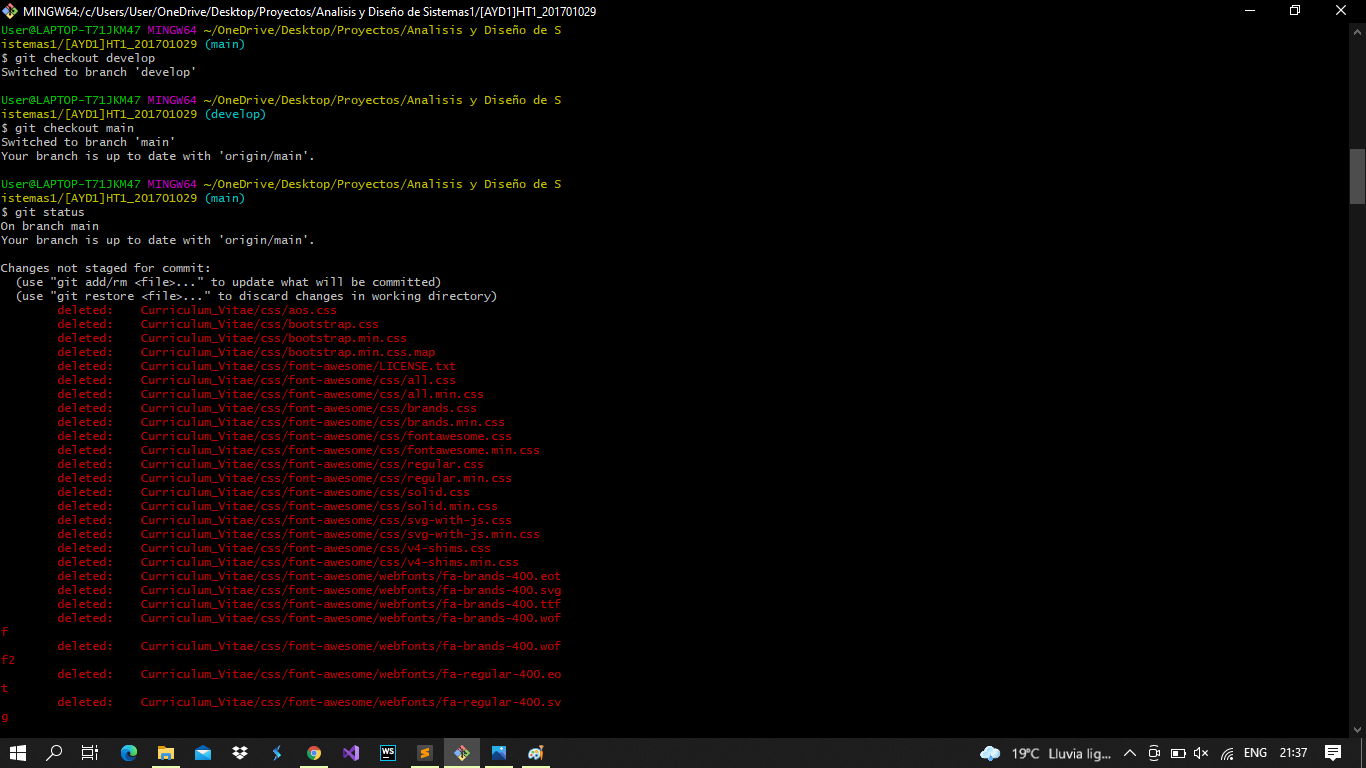 MINGW64:/c/Users/User/OneDrive/Desktop/Proyectos/Analisis y Diseño de Sistemas1/[AYD1]HT1_201701029
User@LAPTOP-T71JKM47 MINGW64 ~/OneDrive/Desktop/Proyectos/Analisis y Diseño de S
istemas1/[AYD1]HT1_201701029 (main)
$ git checkout develop
Switched to branch 'develop'
User@LAPTOP-T71JKM47 MINGW64 ~/OneDrive/Desktop/Proyectos/Analisis y Diseño de S
istemas1/[AYD1]HT1_201701029 (develop)
$ git checkout main
Switched to branch 'main'
Your branch is up to date with 'origin/main'.
User@LAPTOP-T71JKM47 MINGW64 ~/OneDrive/Desktop/Proyectos/Analisis y Diseño de S
istemas1/[AYD1]HT1_201701029 (main)
$ git status
On branch main
Your branch is up to date with 'origin/main'.
Changes not staged for commit:
  (use "git add/rm <file>..." to update what will be committed)
  (use "git restore <file>..." to discard changes in working directory)
        deleted:    Curriculum_Vitae/css/aos.css
        deleted:    Curriculum_Vitae/css/bootstrap.css
        deleted:    Curriculum_Vitae/css/bootstrap.min.css
        deleted:    Curriculum_Vitae/css/bootstrap.min.css.map
        deleted:    Curriculum_Vitae/css/font-awesome/LICENSE.txt
        deleted:    Curriculum_Vitae/css/font-awesome/css/all.css
        deleted:    Curriculum_Vitae/css/font-awesome/css/all.min.css
        deleted:    Curriculum_Vitae/css/font-awesome/css/brands.css
        deleted:    Curriculum_Vitae/css/font-awesome/css/brands.min.css
        deleted:    Curriculum_Vitae/css/font-awesome/css/fontawesome.css
        deleted:    Curriculum_Vitae/css/font-awesome/css/fontawesome.min.css
        deleted:    Curriculum_Vitae/css/font-awesome/css/regular.css
        deleted:    Curriculum_Vitae/css/font-awesome/css/regular.min.css
        deleted:    Curriculum_Vitae/css/font-awesome/css/solid.css
        deleted:    Curriculum_Vitae/css/font-awesome/css/solid.min.css
        deleted:    Curriculum_Vitae/css/font-awesome/css/svg-with-js.css
        deleted:    Curriculum_Vitae/css/font-awesome/css/svg-with-js.min.css
        deleted:    Curriculum_Vitae/css/font-awesome/css/v4-shims.css
        deleted:    Curriculum_Vitae/css/font-awesome/css/v4-shims.min.css
        deleted:    Curriculum_Vitae/css/font-awesome/webfonts/fa-brands-400.eot
        deleted:    Curriculum_Vitae/css/font-awesome/webfonts/fa-brands-400.svg
        deleted:    Curriculum_Vitae/css/font-awesome/webfonts/fa-brands-400.ttf
        deleted:    Curriculum_Vitae/css/font-awesome/webfonts/fa-brands-400.wof
f
        deleted:    Curriculum_Vitae/css/font-awesome/webfonts/fa-brands-400.wof
f2
        deleted:    Curriculum_Vitae/css/font-awesome/webfonts/fa-regular-400.eo
t
        deleted:    Curriculum_Vitae/css/font-awesome/webfonts/fa-regular-400.sv
g
WS
19°C Lluvia lig... ENG 21:37